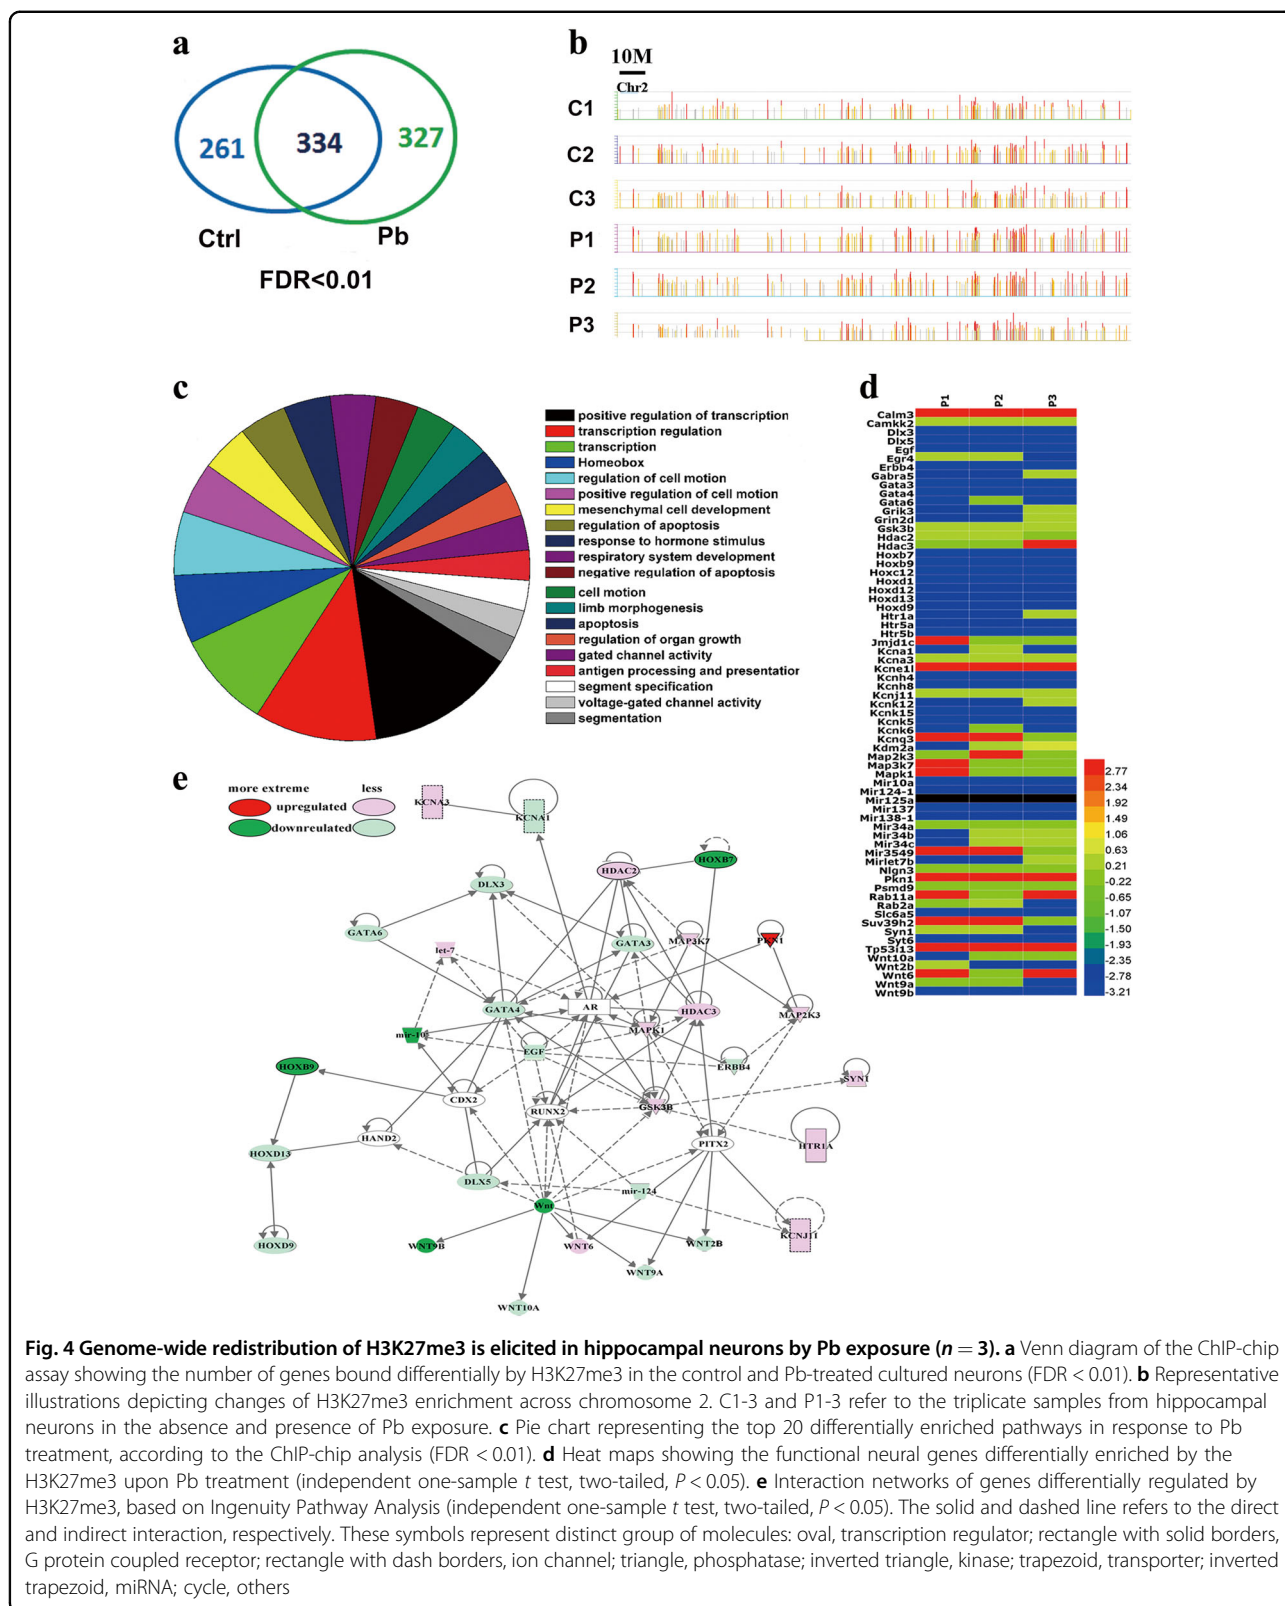 a
261
334
327
Ctrl
Pb
FDR<0.01
b
10M
Chr2
C1
C2
C3
P1
P2
P3
c
positive regulation of transcription
transcription regulation
transcription
Homeobox
regulation of cell motion
positive regulation of cell motion
mesenchymal cell development
regulation of apoptosis
response to hormone stimulus
respiratory system development
negative regulation of apoptosis
cell motion
limb morphogenesis
apoptosis
regulation of organ growth
gated channel activity
antigen processing and presentation
segment specification
voltage-gated channel activity
segmentation
d
P1
P2
P3
Calm3
Camkk2
Dlx3
Dlx5
Egf
Egr4
Erbb4
Gabra5
Gata3
Gata4
Gata6
Grik3
Grin2d
Gsk3b
Hdac2
Hdac3
Hoxb7
Hoxb9
Hoxc12
Hoxd1
Hoxd12
Hoxd13
Hoxd9
Htr1a
Htr5a
Htr5b
Jmjd1c
Kcna1
Kcna3
Kcne1l
Kcnh4
Kcnh8
Kcnj11
Kcnk12
Kcnk15
Kcnk5
Kcnk6
Kcnq3
Kdm2a
Map2k3
Map3k7
Mapk1
Mir10a
Mir124-1
Mir125a
Mir137
Mir138-1
Mir34a
Mir34b
Mir34c
Mir3549
Mirlet7b
Nlgn3
Pkn1
Psmd9
Rab11a
Rab2a
Slc6a5
Suv39h2
Syn1
Syt6
Tp53i13
Wnt10a
Wnt2b
Wnt6
Wnt9a
Wnt9b
2.77
2.34
1.92
1.49
1.06
0.63
0.21
-0.22
-0.65
-1.07
-1.50
-1.93
-2.35
-2.78
-3.21
e
more extreme less
upregulated
downreulated
KCNA3
KCNA1
HDAC2
HOXB7
DLX3
GATA6
let-7
GATA3
MAP3K7
PKN1
GATA4
AR
HDAC3
MAPK1
MAP2K3
mir-10
EGF
ERBB4
HOXB9
SYN1
CDX2
RUNX2
GSK3B
HAND2
PITX2
HTR1A
HOXD13
DLX5
mir-124
Wnt
HOXD9
WNT9B
WNT6
WNT2B
KCNJ11
WNT9A
WNT10A
Fig. 4 Genome-wide redistribution of H3K27me3 is elicited in hippocampal neurons by Pb exposure (n = 3). a Venn diagram of the ChIP-chip
assay showing the number of genes bound differentially by H3K27me3 in the control and Pb-treated cultured neurons (FDR < 0.01). b Representative
illustrations depicting changes of H3K27me3 enrichment across chromosome 2. C1-3 and P1-3 refer to the triplicate samples from hippocampal
neurons in the absence and presence of Pb exposure. c Pie chart representing the top 20 differentially enriched pathways in response to Pb
treatment, according to the ChIP-chip analysis (FDR < 0.01). d Heat maps showing the functional neural genes differentially enriched by the
H3K27me3 upon Pb treatment (independent one-sample t test, two-tailed, P < 0.05). e Interaction networks of genes differentially regulated by
H3K27me3, based on Ingenuity Pathway Analysis (independent one-sample t test, two-tailed, P < 0.05). The solid and dashed line refers to the direct
and indirect interaction, respectively. These symbols represent distinct group of molecules: oval, transcription regulator; rectangle with solid borders,
G protein coupled receptor; rectangle with dash borders, ion channel; triangle, phosphatase; inverted triangle, kinase; trapezoid, transporter; inverted
trapezoid, miRNA; cycle, others